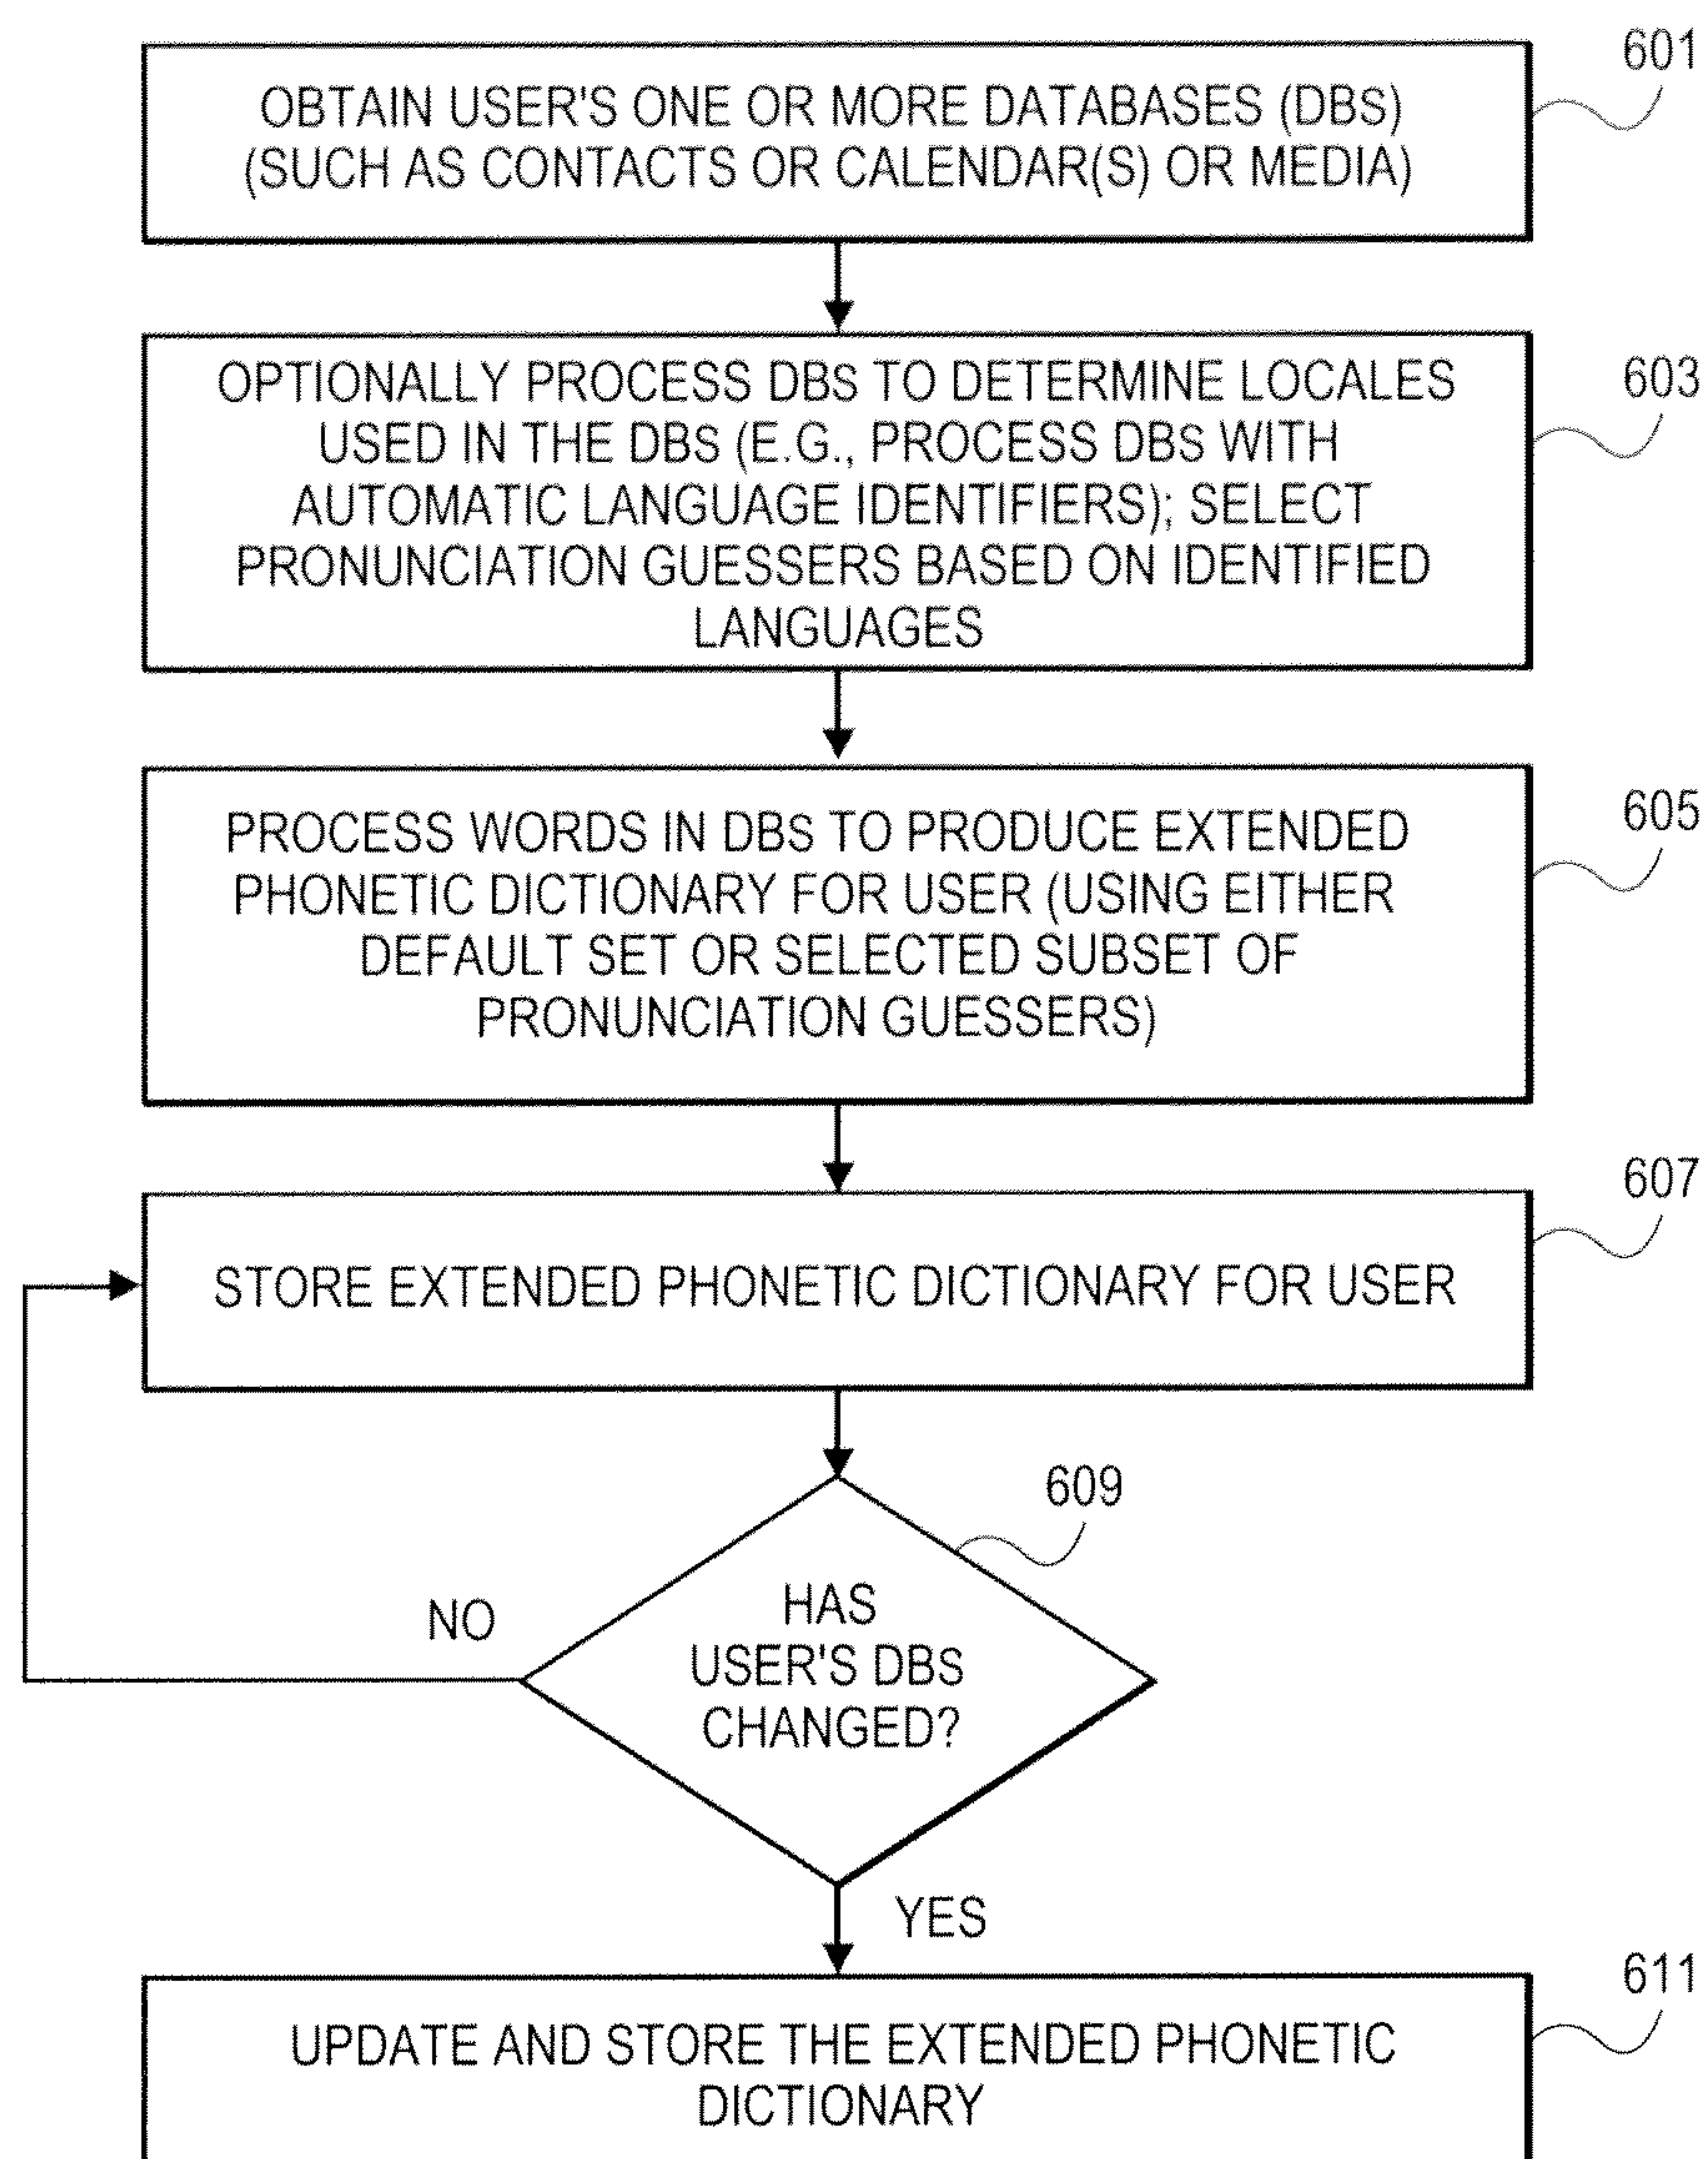 601
OBTAIN USER'S ONE OR MORE DATABASES (DBS)
(SUCH AS CONTACTS OR CALENDAR(S) OR MEDIA)
603
OPTIONALLY PROCESS DBS TO DETERMINE LOCALES
USED IN THE DBS (E.G., PROCESS DBS WITH
AUTOMATIC LANGUAGE IDENTIFIERS); SELECT
PRONUNCIATION GUESSERS BASED ON IDENTIFIED
LANGUAGES
605
PROCESS WORDS IN DBS TO PRODUCE EXTENDED
PHONETIC DICTIONARY FOR USER (USING EITHER
DEFAULT SET OR SELECTED SUBSET OF
PRONUNCIATION GUESSERS)
607
STORE EXTENDED PHONETIC DICTIONARY FOR USER
609
HAS
USER'S DBS
CHANGED?
NO
YES
611
UPDATE AND STORE THE EXTENDED PHONETIC
DICTIONARY